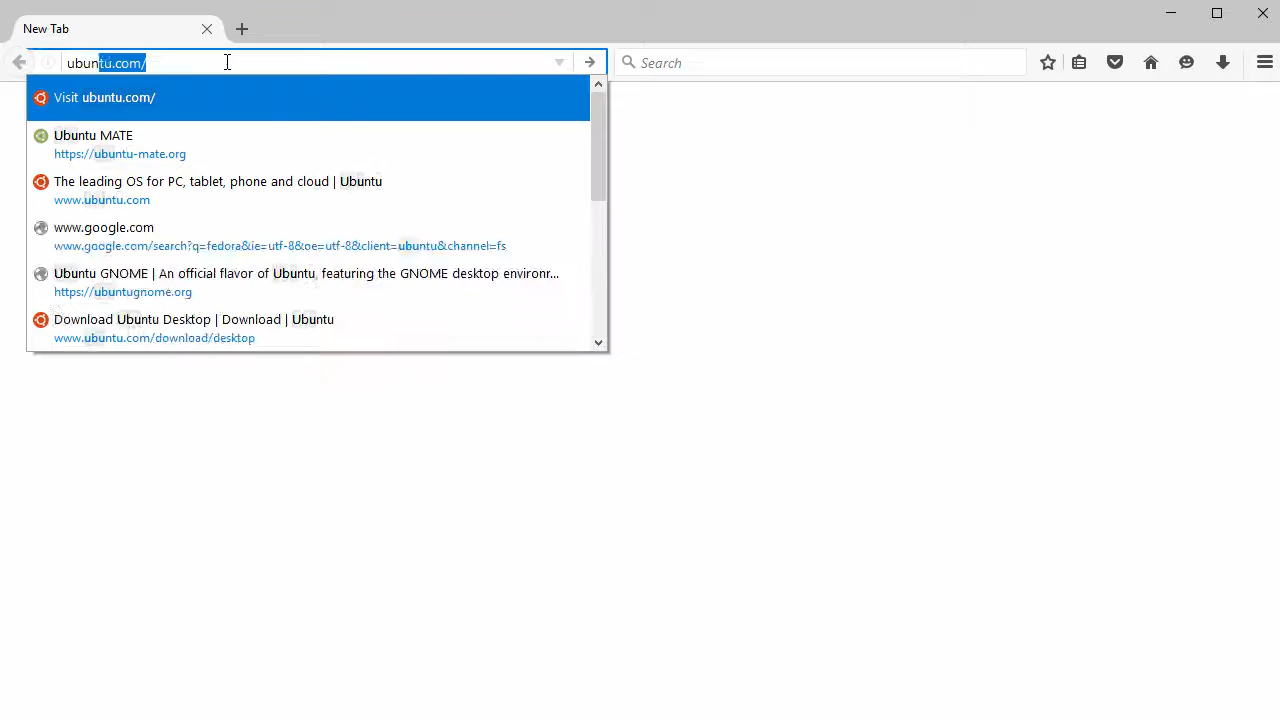 New Tab
ubuntu.com/
Search
Visit ubuntu.com/
Ubuntu MATE
https://ubuntu-mate.org
The leading OS for PC, tablet, phone and cloud | Ubuntu
www.ubuntu.com
www.google.com
www.google.com/search?q=fedora&ie=utf-8&oe=utf-8&client=ubuntu&channel=fs
Ubuntu GNOME | An official flavor of Ubuntu, featuring the GNOME desktop environr...
https://ubuntugnome.org
Download Ubuntu Desktop | Download | Ubuntu
www.ubuntu.com/download/desktop